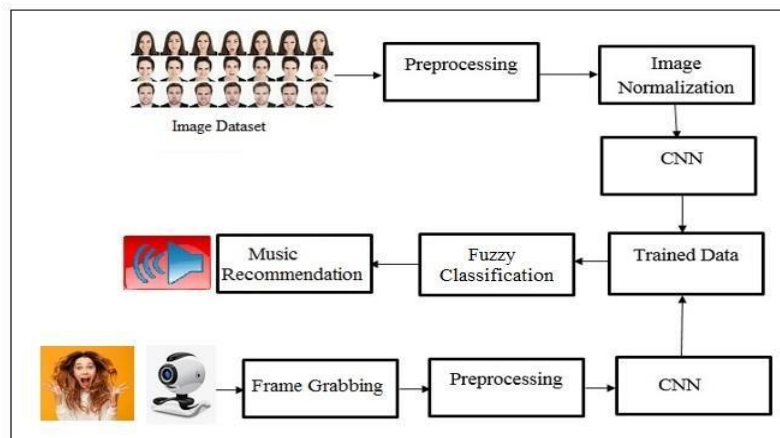 Preprocessing
Image
Normalization
Image Dataset
CNN
Music
Recommendation
Fuzzy
Classification
Trained Data
Frame Grabbing
Preprocessing
CNN